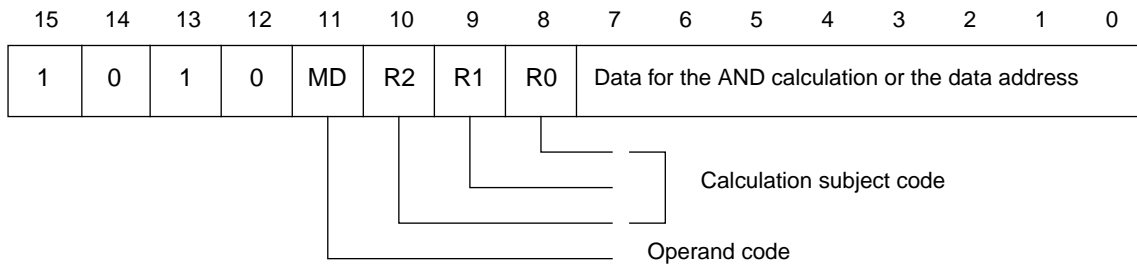 15 14 13 12 11 10 9 8 7 6 5 4 3 2 1 0
1 0 1 0 MD R2 R1 R0 Data for the AND calculation or the data address
Calculation subject code
Operand code